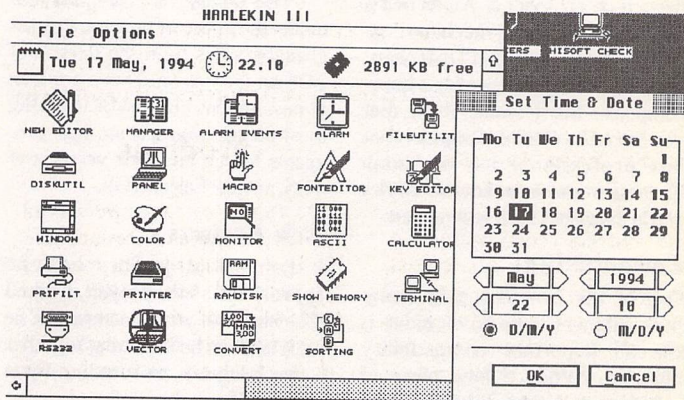 HARLEKIN III
File Options
Tue 17 May, 1994 22.10 2891 KB free
ERS HISOFT CHECK
NEW EDITOR MANAGER ALARM EVENTS ALARM FILEUTILIT
DISKUTIL PANEL MACRO FONTEDITOR KEY EDITOR
WINDOW COLOR MONITOR ASCII CALCULATOR
PRIFILT PRINTER RAMDISK SHOW MEMORY TERMINAL
RS232 VECTOR CONVERT SORTING
Set Time & Date
Mo Tu We Th Fr Sa Su
1
2 3 4 5 6 7 8
9 10 11 12 13 14 15
16 17 18 19 20 21 22
23 24 25 26 27 28 29
30 31
May 1994
22 10
D/M/Y M/D/Y
OK Cancel